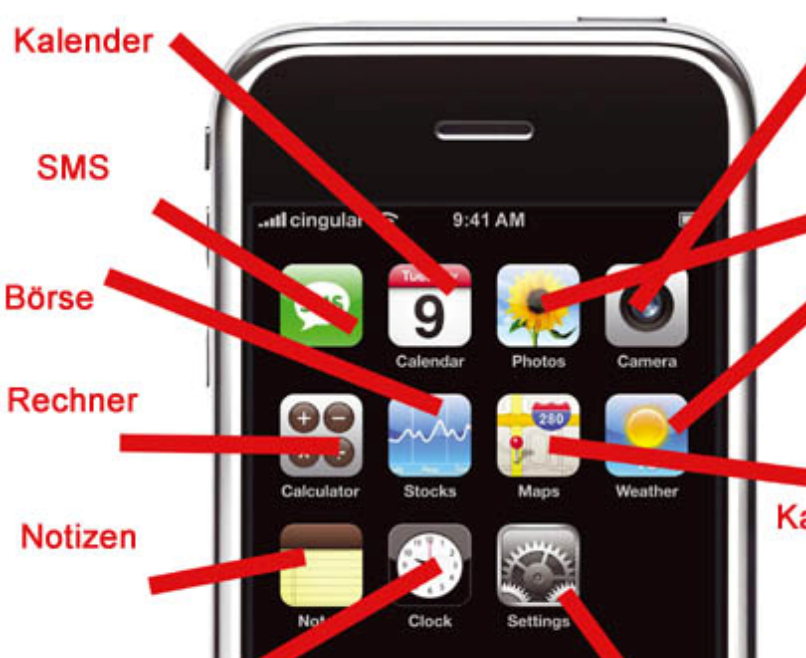 Kalender
SMS
cingular 9:41 AM
SMS
9
Börse
Calendar Photos Camera
Rechner
280
Calculator Stocks Maps Weather
Notizen
Clock Settings